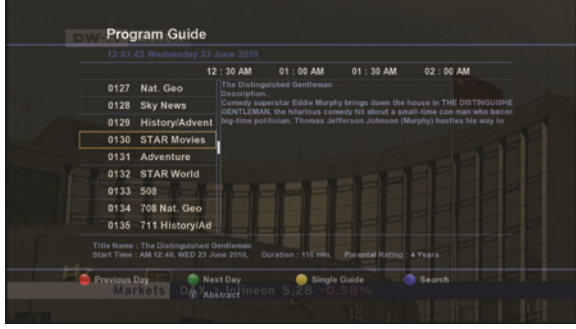 DW-
Program Guide
12:03:42 Wednesday 23 June 2010
12 : 30 AM 01 : 00 AM 01 : 30 AM 02 : 00 AM
The Distinguished Gentleman
Description..
Comedy superstar Eddie Murphy brings down the house in THE DISTINGUISHE
GENTLEMAN, the hilarious comedy hit about a small-time con man who becom
big-time politician. Thomas Jefferson Johnson (Murphy) hustles his way to
0127 Nat. Geo
0128 Sky News
0129 History/Advent
0130 STAR Movies
0131 Adventure
0132 STAR World
0133 508
0134 708 Nat. Geo
0135 711 History/Ad
Title Name : The Distinguished Gentleman
Start Time : AM 12:40, WED 23 June 2010, Duration : 110 min, Parental Rating : 4 Years
Previous Day Next Day Single Guide Search
Abstract
Markets DAX Infineon 5,28 -0,58%